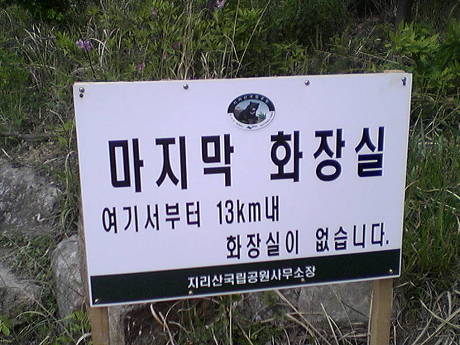 마지막 화장실
여기서부터 13km내
화장실이 없습니다.
지리산국립공원사무소장